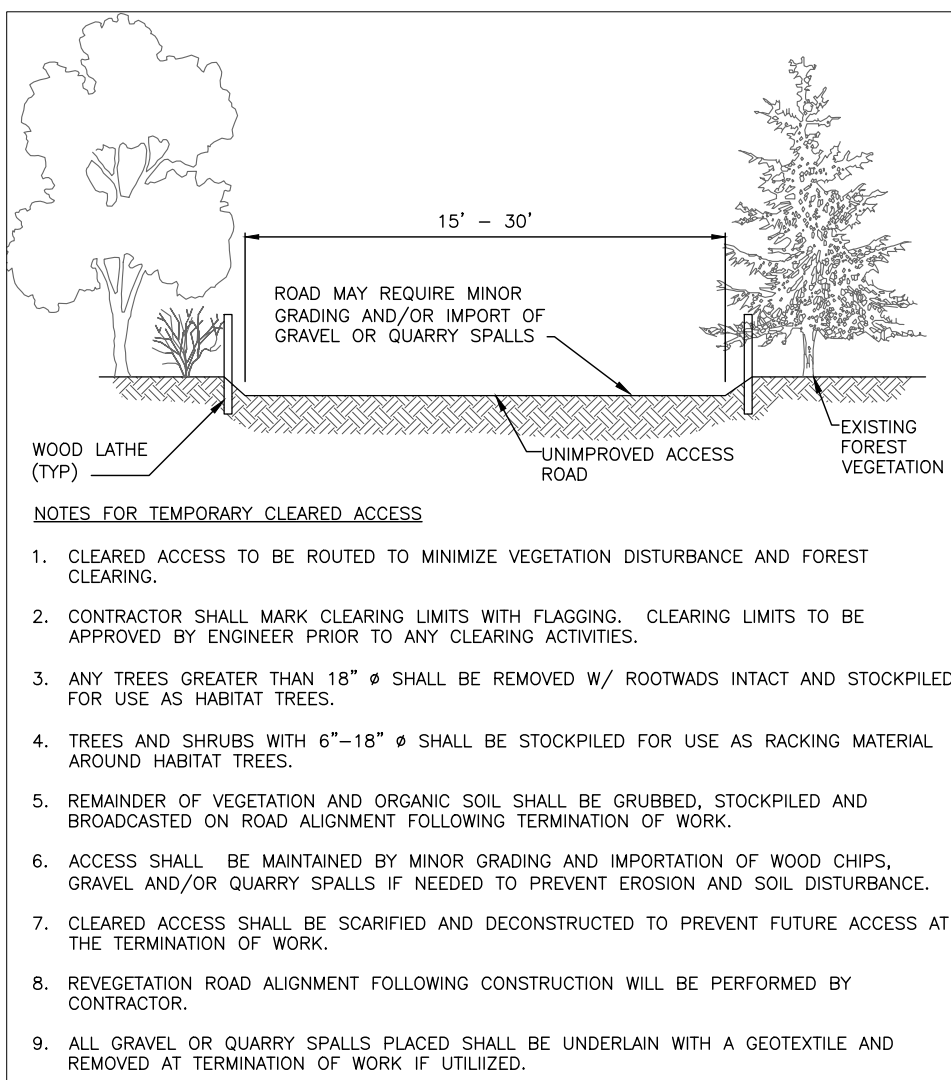 15' - 30'
ROAD MAY REQUIRE MINOR
GRADING AND/OR IMPORT OF
GRAVEL OR QUARRY SPALLS
WOOD LATHE
(TYP)
UNIMPROVED ACCESS
ROAD
EXISTING
FOREST
VEGETATION
NOTES FOR TEMPORARY CLEARED ACCESS
1. CLEARED ACCESS TO BE ROUTED TO MINIMIZE VEGETATION DISTURBANCE AND FOREST
CLEARING.
2. CONTRACTOR SHALL MARK CLEARING LIMITS WITH FLAGGING. CLEARING LIMITS TO BE
APPROVED BY ENGINEER PRIOR TO ANY CLEARING ACTIVITIES.
3. ANY TREES GREATER THAN 18" ø SHALL BE REMOVED W/ ROOTWADS INTACT AND STOCKPILED
FOR USE AS HABITAT TREES.
4. TREES AND SHRUBS WITH 6"-18" ø SHALL BE STOCKPILED FOR USE AS RACKING MATERIAL
AROUND HABITAT TREES.
5. REMAINDER OF VEGETATION AND ORGANIC SOIL SHALL BE GRUBBED, STOCKPILED AND
BROADCASTED ON ROAD ALIGNMENT FOLLOWING TERMINATION OF WORK.
6. ACCESS SHALL BE MAINTAINED BY MINOR GRADING AND IMPORTATION OF WOOD CHIPS,
GRAVEL AND/OR QUARRY SPALLS IF NEEDED TO PREVENT EROSION AND SOIL DISTURBANCE.
7. CLEARED ACCESS SHALL BE SCARIFIED AND DECONSTRUCTED TO PREVENT FUTURE ACCESS AT
THE TERMINATION OF WORK.
8. REVEGETATION ROAD ALIGNMENT FOLLOWING CONSTRUCTION WILL BE PERFORMED BY
CONTRACTOR.
9. ALL GRAVEL OR QUARRY SPALLS PLACED SHALL BE UNDERLAIN WITH A GEOTEXTILE AND
REMOVED AT TERMINATION OF WORK IF UTILIIZED.